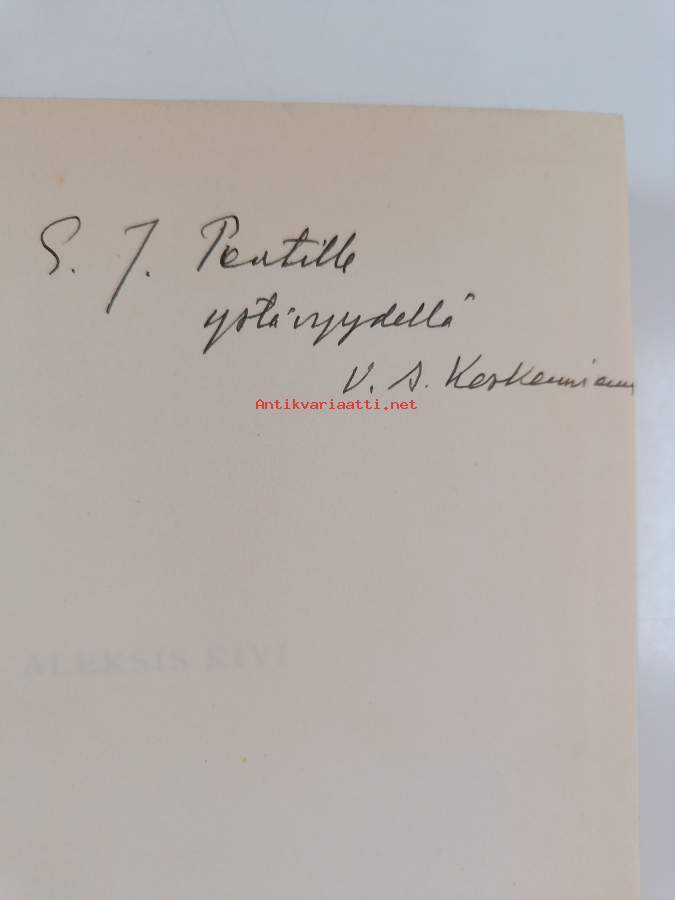 S. J. Pentille
ystävyydellä
V. A. Koskenniemi
Antikvariaatti.net
ALEKSIS KIVI